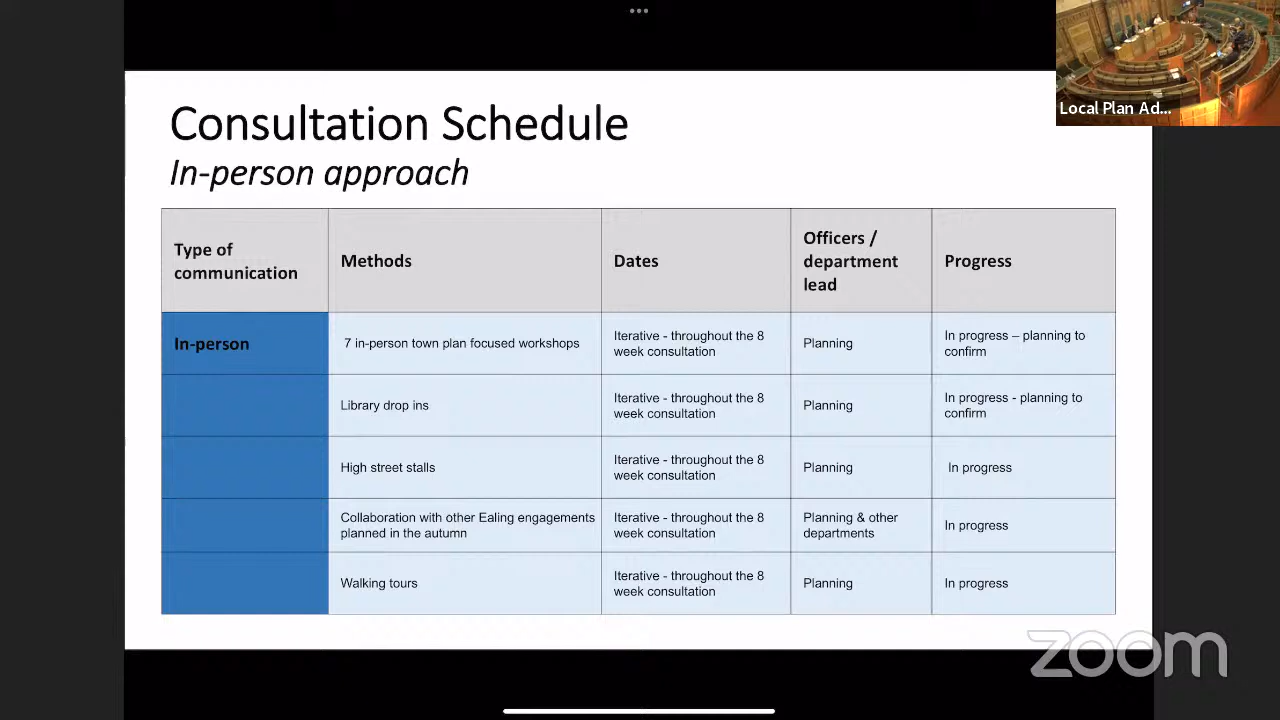 Local Plan Ad...
Consultation Schedule
In-person approach
Type of
communication
Methods
Dates
Officers /
department
lead
Progress
In-person
7 in-person town plan focused workshops
Iterative - throughout the 8
week consultation
Planning
In progress – planning to
confirm
Library drop ins
Iterative - throughout the 8
week consultation
Planning
In progress - planning to
confirm
High street stalls
Iterative - throughout the 8
week consultation
Planning
In progress
Collaboration with other Ealing engagements
planned in the autumn
Iterative - throughout the 8
week consultation
Planning & other
departments
In progress
Walking tours
Iterative - throughout the 8
week consultation
Planning
In progress
zoom